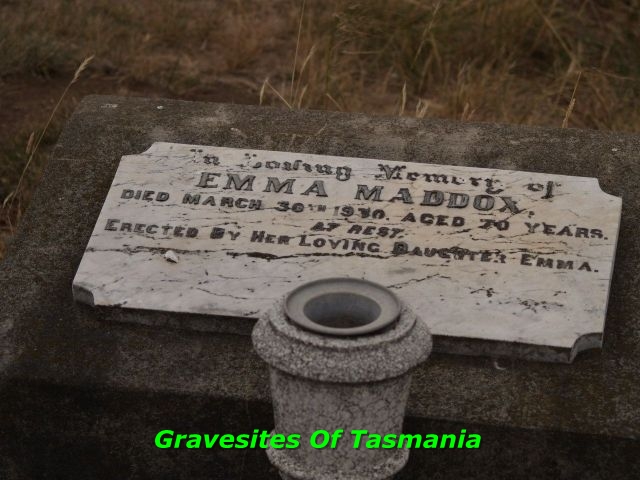 In Loving Memory of
EMMA MADDOX,
DIED MARCH 30TH 1930. AGED 70 YEARS.
AT REST.
ERECTED BY HER LOVING DAUGHTER EMMA.
Gravesites Of Tasmania